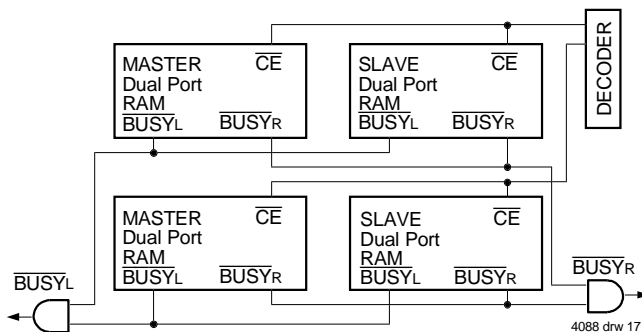 MASTER
Dual Port
RAM
CE
BUSYL BUSYR
SLAVE
Dual Port
RAM
CE
BUSYL BUSYR
DECODER
MASTER
Dual Port
RAM
CE
BUSYL BUSYR
SLAVE
Dual Port
RAM
CE
BUSYL BUSYR
BUSYL
BUSYR
4088 drw 17